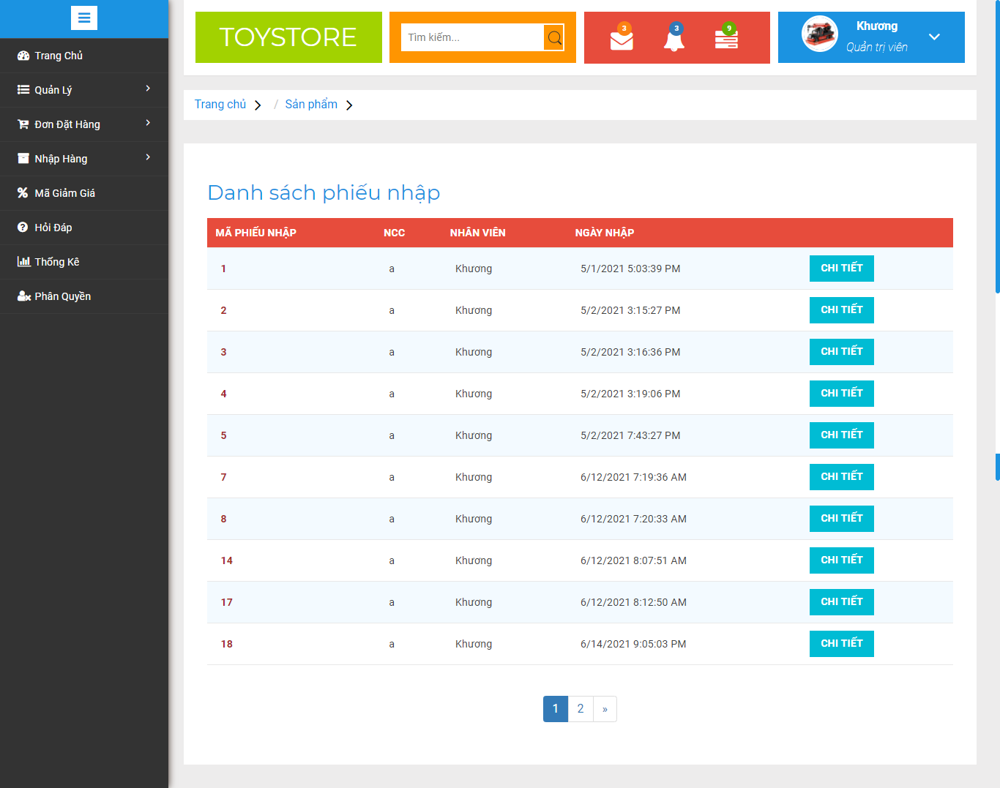 TOYSTORE
Tìm kiếm...
3
3
9
Khương
Quản trị viên
Trang Chủ
Quản Lý
Đơn Đặt Hàng
Nhập Hàng
Mã Giảm Giá
Hỏi Đáp
Thống Kê
Phân Quyền
Trang chủ / Sản phẩm
Danh sách phiếu nhập
MÃ PHIẾU NHẬP NCC NHÂN VIÊN NGÀY NHẬP
1 a Khương 5/1/2021 5:03:39 PM CHI TIẾT
2 a Khương 5/2/2021 3:15:27 PM CHI TIẾT
3 a Khương 5/2/2021 3:16:36 PM CHI TIẾT
4 a Khương 5/2/2021 3:19:06 PM CHI TIẾT
5 a Khương 5/2/2021 7:43:27 PM CHI TIẾT
7 a Khương 6/12/2021 7:19:36 AM CHI TIẾT
8 a Khương 6/12/2021 7:20:33 AM CHI TIẾT
14 a Khương 6/12/2021 8:07:51 AM CHI TIẾT
17 a Khương 6/12/2021 8:12:50 AM CHI TIẾT
18 a Khương 6/14/2021 9:05:03 PM CHI TIẾT
1 2 »